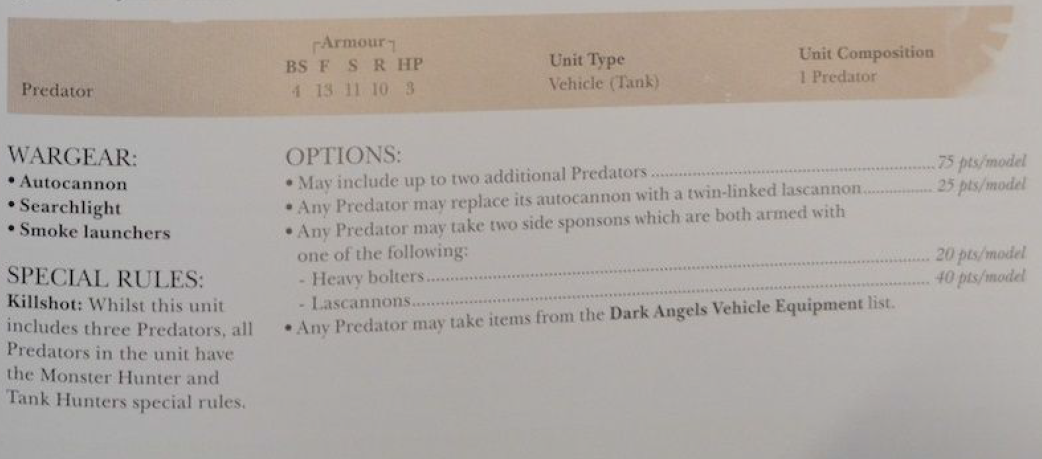 Armour
BS F S R HP Unit Type Unit Composition
Predator 4 13 11 10 3 Vehicle (Tank) 1 Predator
WARGEAR:
• Autocannon
• Searchlight
• Smoke launchers
SPECIAL RULES:
Killshot: Whilst this unit
includes three Predators, all
Predators in the unit have
the Monster Hunter and
Tank Hunters special rules.
OPTIONS:
• May include up to two additional Predators ........ 75 pts/model
• Any Predator may replace its autocannon with a twin-linked lascannon ........ 25 pts/model
• Any Predator may take two side sponsons which are both armed with
one of the following:
- Heavy bolters ........ 20 pts/model
- Lascannons ........ 40 pts/model
• Any Predator may take items from the Dark Angels Vehicle Equipment list.